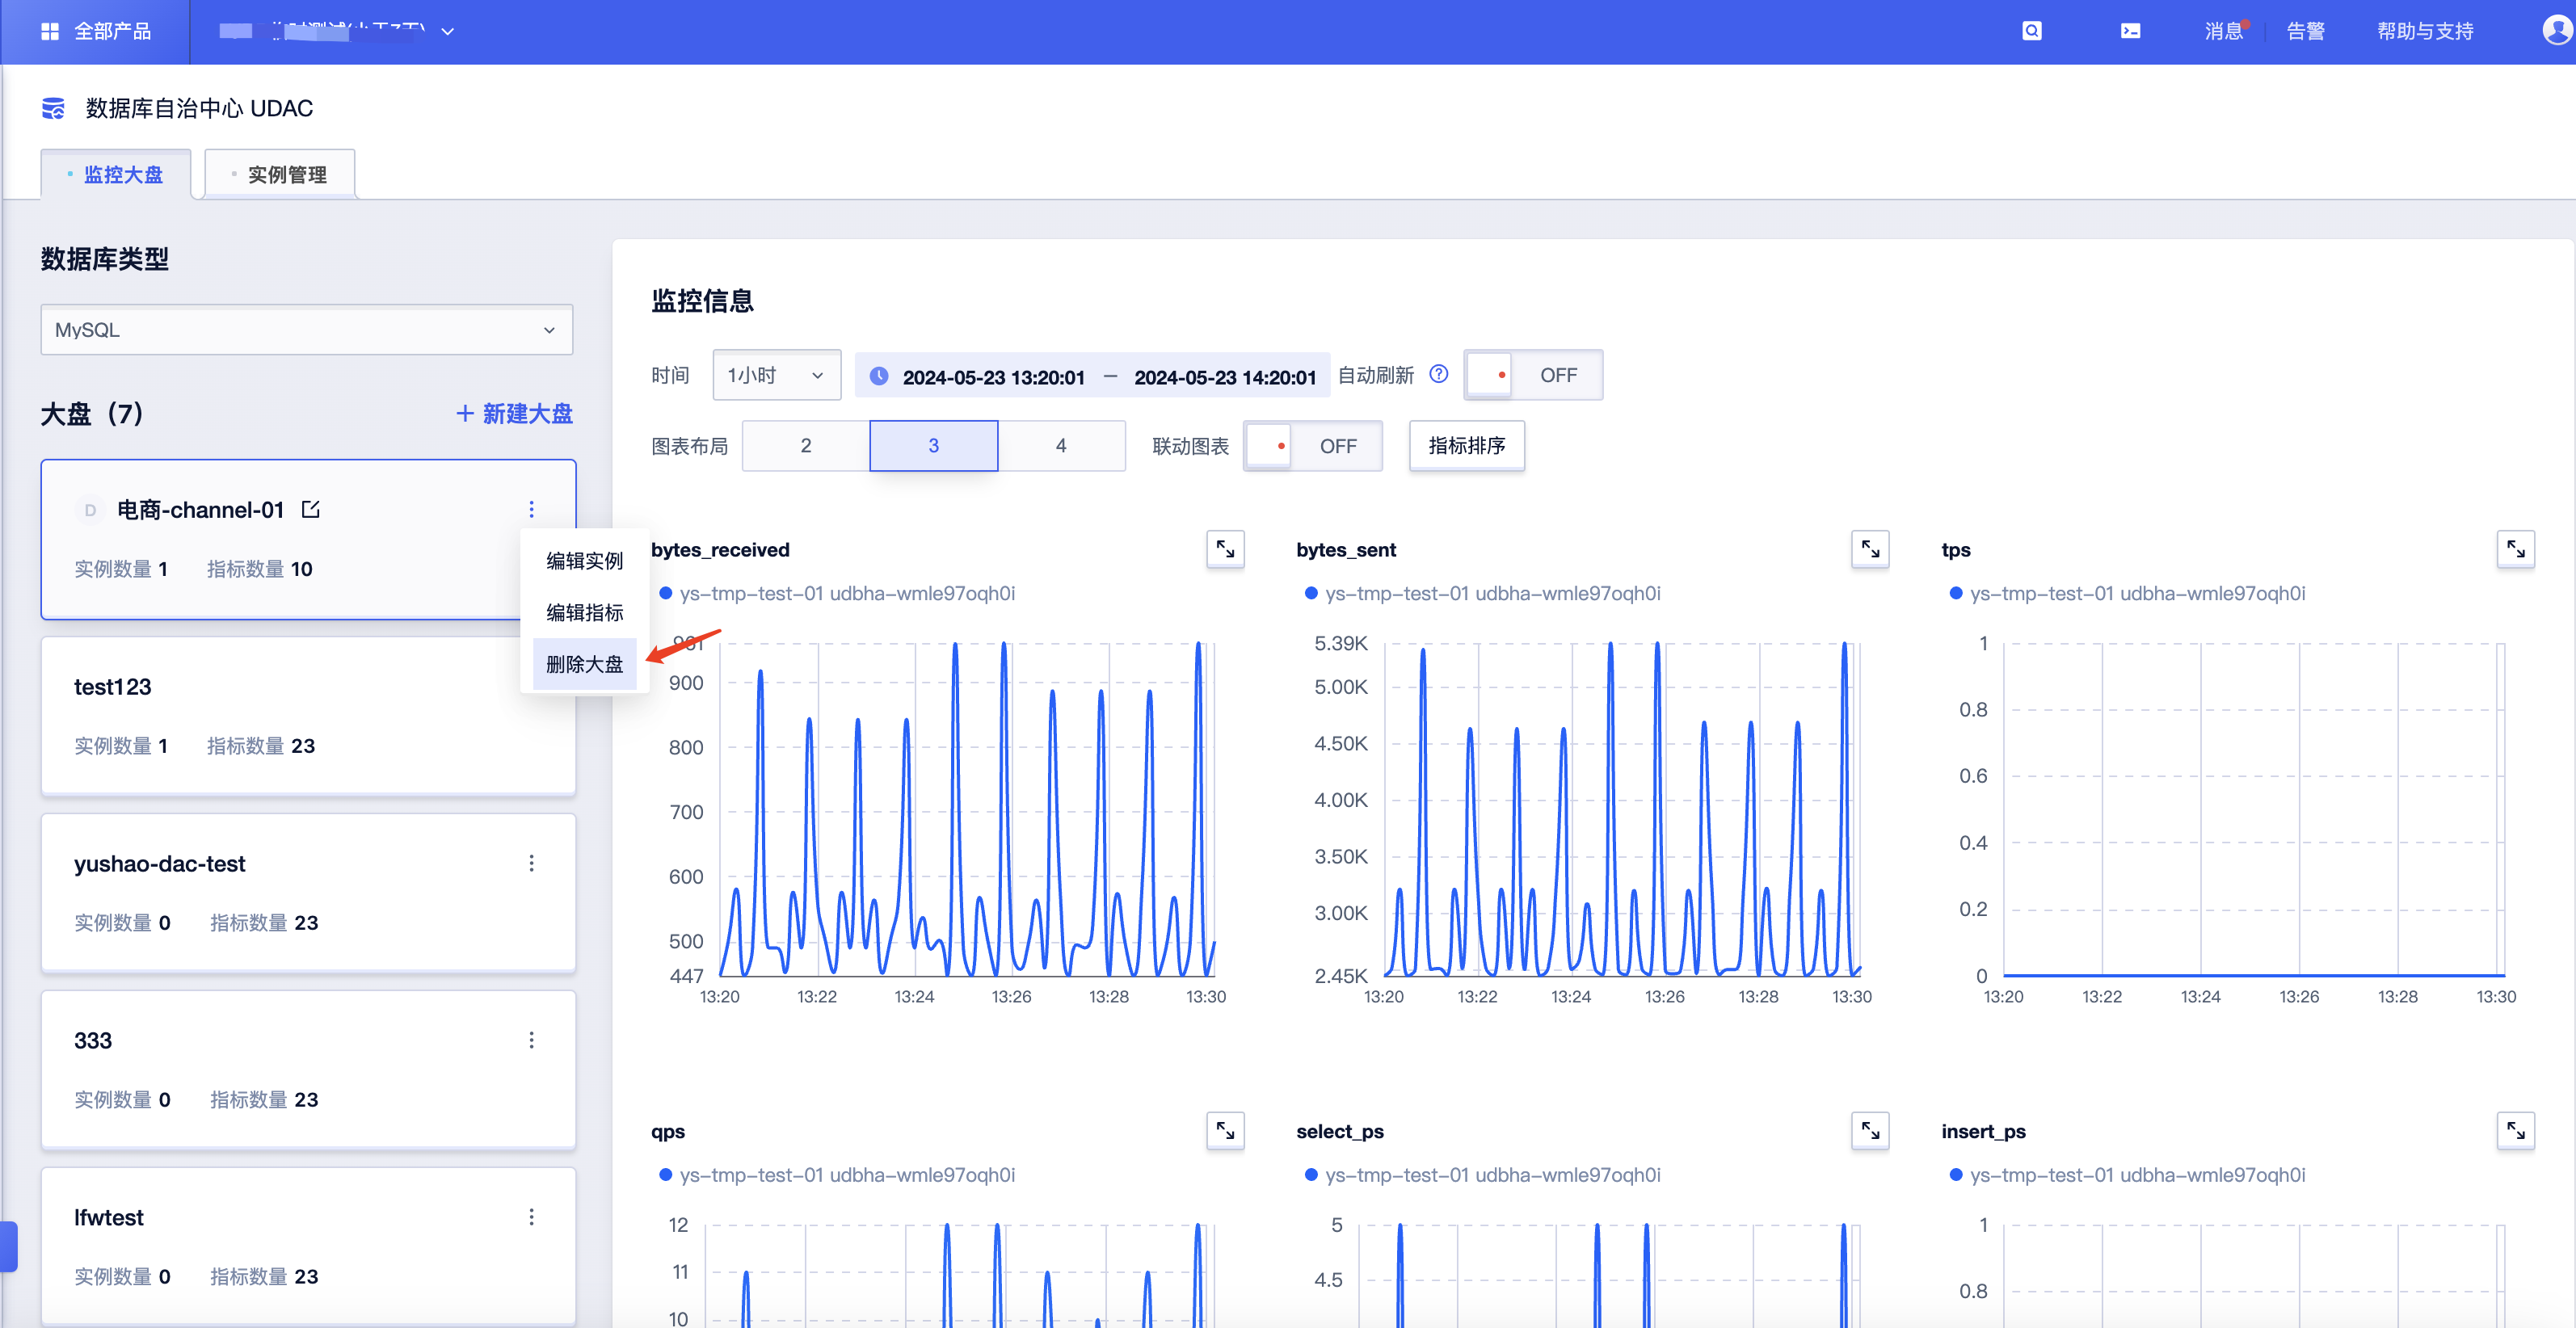 全部产品
消息
告警
帮助与支持
数据库自治中心 UDAC
监控大盘
实例管理
数据库类型
MySQL
大盘（7）
+ 新建大盘
D 电商-channel-01
实例数量 1 指标数量 10
编辑实例
编辑指标
删除大盘
test123
实例数量 1 指标数量 23
yushao-dac-test
实例数量 0 指标数量 23
333
实例数量 0 指标数量 23
lfwtest
实例数量 0 指标数量 23
监控信息
时间 1小时 2024-05-23 13:20:01 — 2024-05-23 14:20:01 自动刷新 ? OFF
图表布局 2 3 4 联动图表 OFF 指标排序
bytes_received
ys-tmp-test-01 udbha-wmle97oqh0i
900
800
700
600
500
447
13:20 13:22 13:24 13:26 13:28 13:30
bytes_sent
ys-tmp-test-01 udbha-wmle97oqh0i
5.39K
5.00K
4.50K
4.00K
3.50K
3.00K
2.45K
13:20 13:22 13:24 13:26 13:28 13:30
tps
ys-tmp-test-01 udbha-wmle97oqh0i
1
0.8
0.6
0.4
0.2
0
13:20 13:22 13:24 13:26 13:28 13:30
qps
ys-tmp-test-01 udbha-wmle97oqh0i
12
11
10
select_ps
ys-tmp-test-01 udbha-wmle97oqh0i
5
4.5
insert_ps
ys-tmp-test-01 udbha-wmle97oqh0i
1
0.8